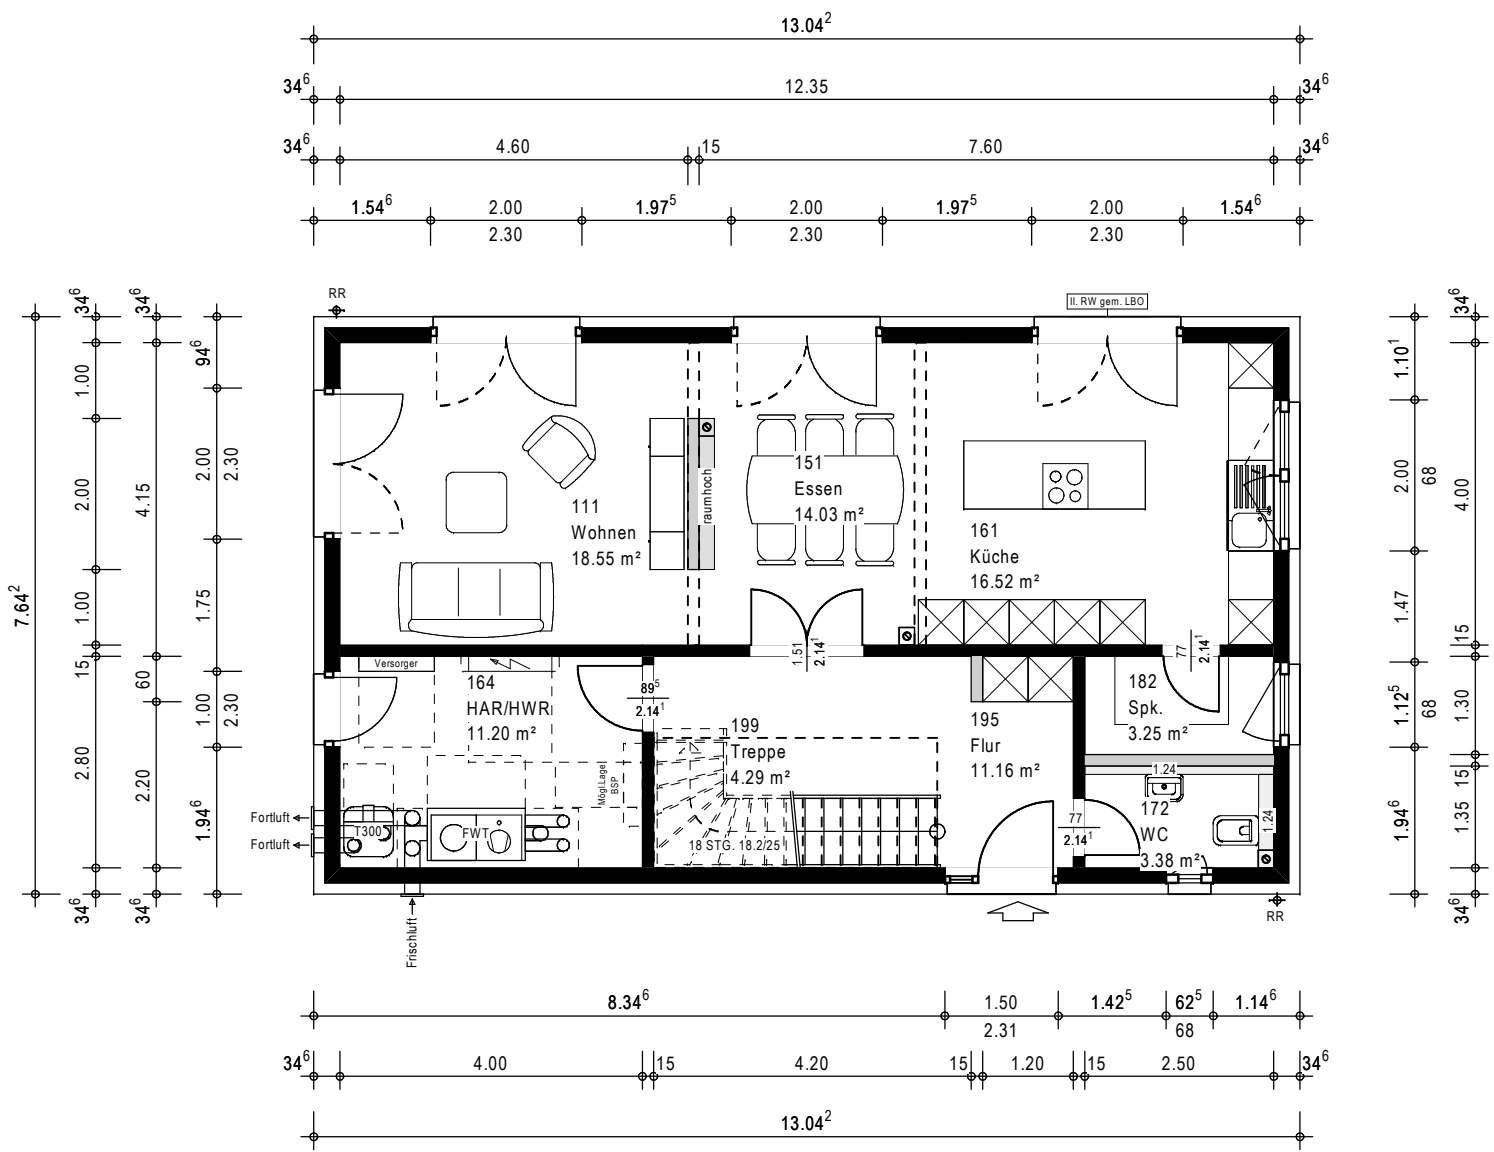 13.04²
34⁶ 12.35 34⁶
34⁶ 4.60 15 7.60 34⁶
1.54⁶ 2.00 1.97⁵ 2.00 1.97⁵ 2.00 1.54⁶
2.30 2.30 2.30
RR
II. RW gem. LBO
7.64²
34⁶ 1.00 2.00 1.00 15 2.80 34⁶
34⁶ 4.15 60 2.20 34⁶
94⁶ 2.00 1.75 1.00 1.94⁶
2.30 2.30
111
Wohnen
18.55 m²
raumhoch
151
Essen
14.03 m²
161
Küche
16.52 m²
1.51
2.14¹
77
2.14¹
Versorger
164
HAR/HWR
11.20 m²
89⁵
2.14¹
199
Treppe
4.29 m²
195
Flur
11.16 m²
182
Spk.
3.25 m²
1.24
172
WC
3.38 m²
1.24
77
2.14¹
Mögl.Lage
BSP
18 STG. 18.2/25
Fortluft
Fortluft
T300
FWT
Frischluft
RR
1.10¹ 2.00 1.47 1.12⁵ 1.94⁶
68 68
34⁶ 4.00 15 1.30 15 1.35 34⁶
8.34⁶ 1.50 1.42⁵ 62⁵ 1.14⁶
2.31 68
34⁶ 4.00 15 4.20 15 1.20 15 2.50 34⁶
13.04²